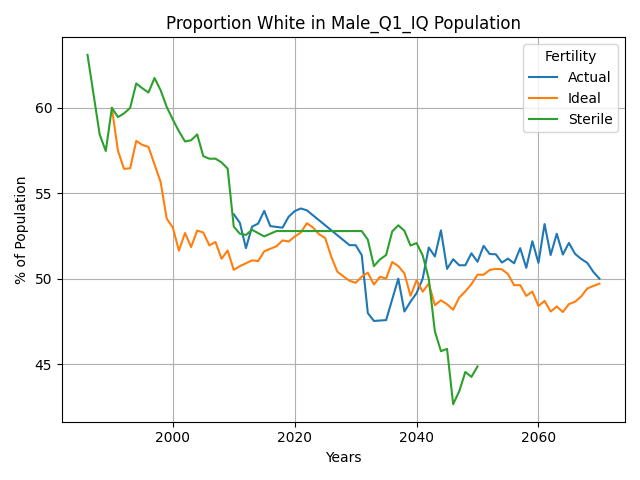 Proportion White in Male_Q1_IQ Population
Fertility
Actual
Ideal
Sterile
% of Population
60
55
50
45
2000
2020
2040
2060
Years